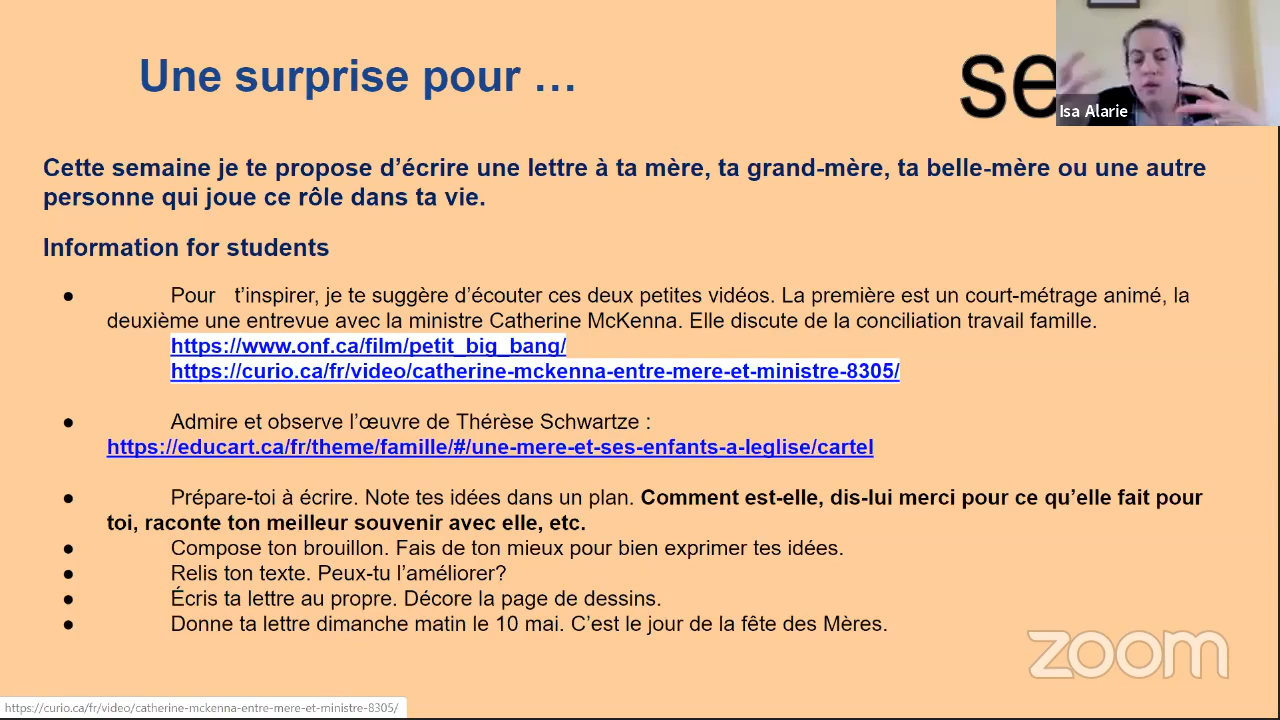 Une surprise pour …
se
Isa Alarie
Cette semaine je te propose d’écrire une lettre à ta mère, ta grand-mère, ta belle-mère ou une autre
personne qui joue ce rôle dans ta vie.
Information for students
● Pour t’inspirer, je te suggère d’écouter ces deux petites vidéos. La première est un court-métrage animé, la
deuxième une entrevue avec la ministre Catherine McKenna. Elle discute de la conciliation travail famille.
https://www.onf.ca/film/petit_big_bang/
https://curio.ca/fr/video/catherine-mckenna-entre-mere-et-ministre-8305/
● Admire et observe l’œuvre de Thérèse Schwartze :
https://educart.ca/fr/theme/famille/#/une-mere-et-ses-enfants-a-leglise/cartel
● Prépare-toi à écrire. Note tes idées dans un plan. Comment est-elle, dis-lui merci pour ce qu’elle fait pour
toi, raconte ton meilleur souvenir avec elle, etc.
● Compose ton brouillon. Fais de ton mieux pour bien exprimer tes idées.
● Relis ton texte. Peux-tu l’améliorer?
● Écris ta lettre au propre. Décore la page de dessins.
● Donne ta lettre dimanche matin le 10 mai. C’est le jour de la fête des Mères.
zoom
https://curio.ca/fr/video/catherine-mckenna-entre-mere-et-ministre-8305/